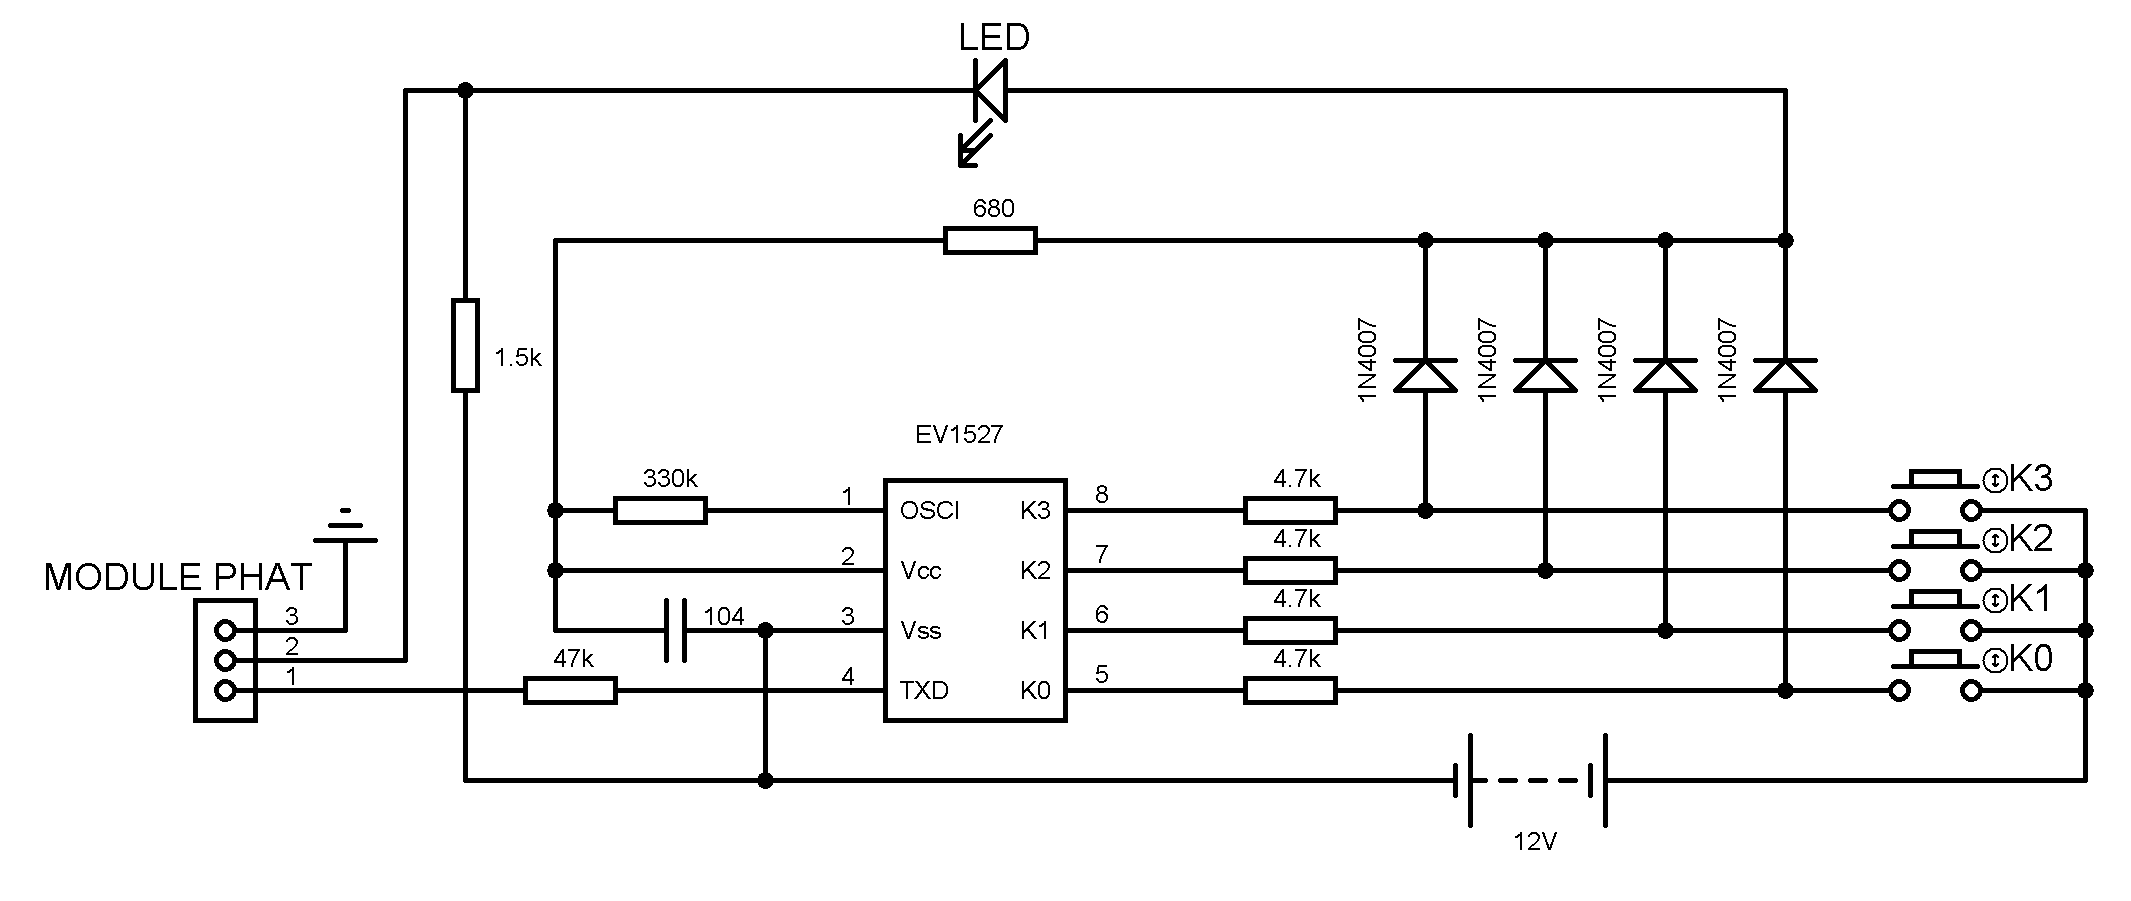 LED
680
1.5k
1N4007
1N4007
1N4007
1N4007
EV1527
330k
1
OSCI
K3
8
4.7k
K3
2
Vcc
K2
7
4.7k
K2
104
3
Vss
K1
6
4.7k
K1
47k
4
TXD
K0
5
4.7k
K0
MODULE PHAT
3
2
1
12V